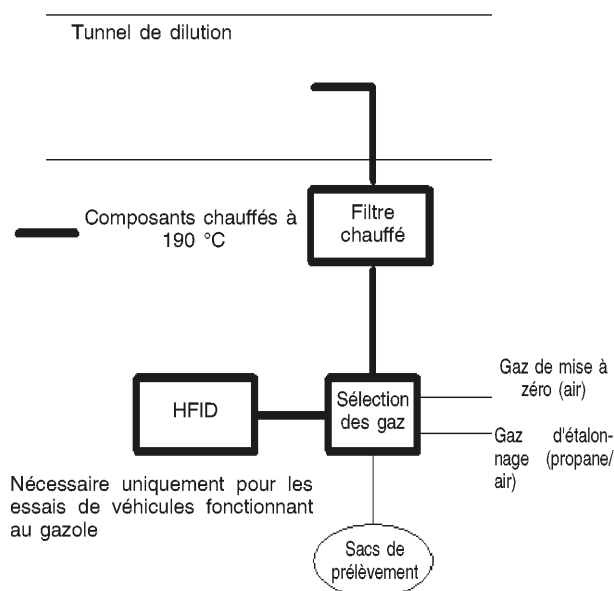 Tunnel de dilution
Composants chauffés à
190 °C
Filtre
chauffé
HFID
Sélection
des gaz
Gaz de mise à
zéro (air)
Gaz d'étalon-
nage (propane/
air)
Nécessaire uniquement pour les
essais de véhicules fonctionnant
au gazole
Sacs de
prélèvement